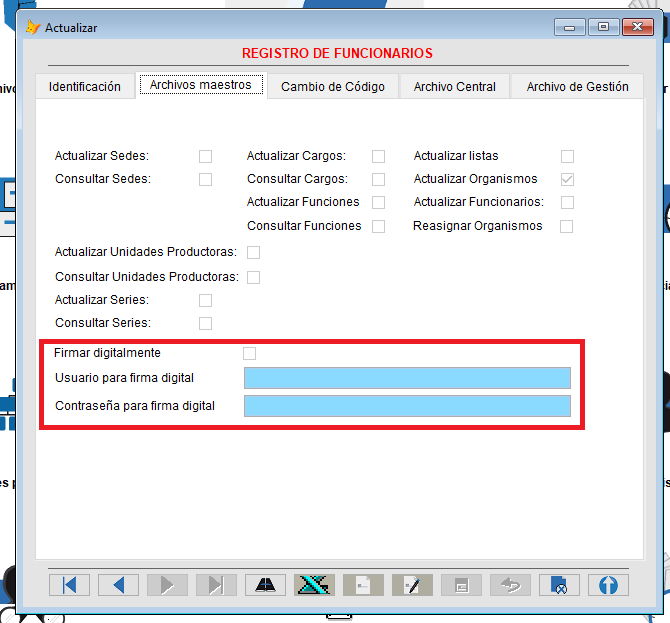 Actualizar
REGISTRO DE FUNCIONARIOS
Identificación Archivos maestros Cambio de Código Archivo Central Archivo de Gestión
Actualizar Sedes: Actualizar Cargos: Actualizar listas
Consultar Sedes: Consultar Cargos: Actualizar Organismos
Actualizar Funciones Actualizar Funcionarios:
Consultar Funciones Reasignar Organismos
Actualizar Unidades Productoras:
Consultar Unidades Productoras:
Actualizar Series:
Consultar Series:
Firmar digitalmente
Usuario para firma digital
Contraseña para firma digital